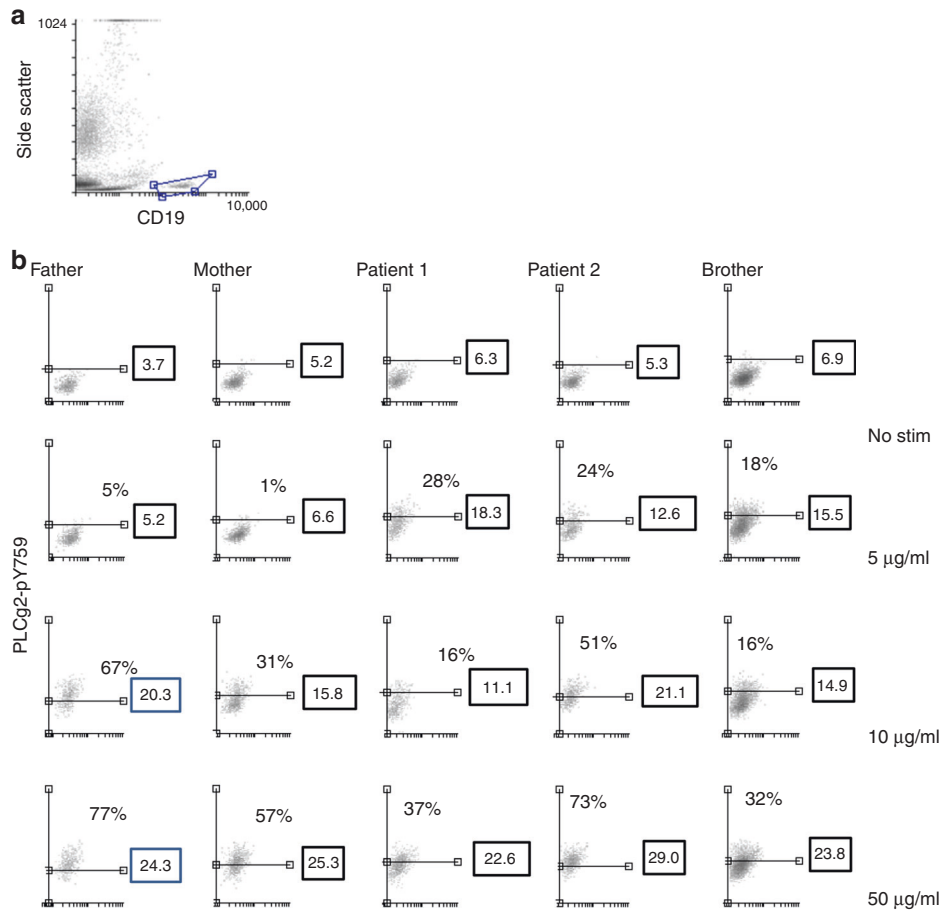 a
1024
Side scatter
CD19
10,000
b
Father Mother Patient 1 Patient 2 Brother
3.7 5.2 6.3 5.3 6.9
No stim
5% 1% 28% 24% 18%
5.2 6.6 18.3 12.6 15.5
5 µg/ml
PLCg2-pY759
67% 31% 16% 51% 16%
20.3 15.8 11.1 21.1 14.9
10 µg/ml
77% 57% 37% 73% 32%
24.3 25.3 22.6 29.0 23.8
50 µg/ml